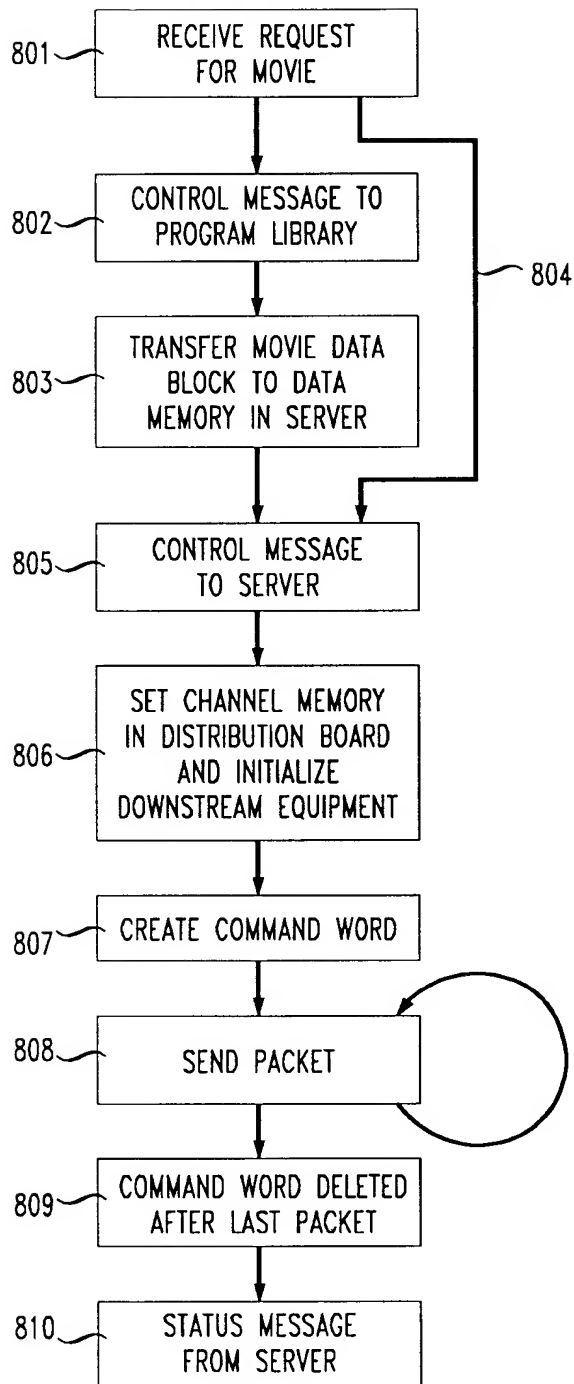 801
RECEIVE REQUEST
FOR MOVIE
802
CONTROL MESSAGE TO
PROGRAM LIBRARY
804
803
TRANSFER MOVIE DATA
BLOCK TO DATA
MEMORY IN SERVER
805
CONTROL MESSAGE
TO SERVER
806
SET CHANNEL MEMORY
IN DISTRIBUTION BOARD
AND INITIALIZE
DOWNSTREAM EQUIPMENT
807
CREATE COMMAND WORD
808
SEND PACKET
809
COMMAND WORD DELETED
AFTER LAST PACKET
810
STATUS MESSAGE
FROM SERVER